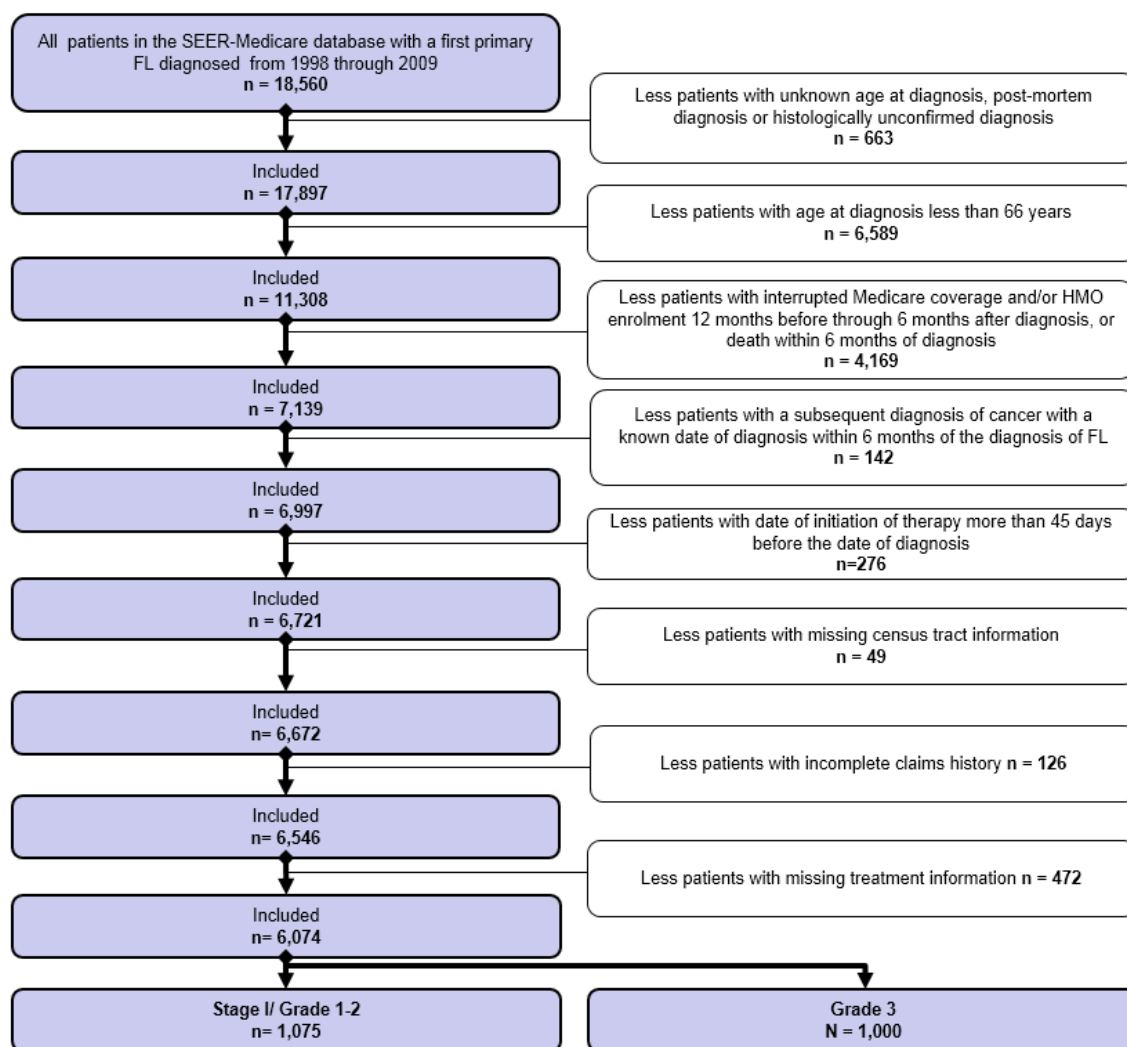 All patients in the SEER-Medicare database with a first primary
FL diagnosed from 1998 through 2009
n = 18,560
Less patients with unknown age at diagnosis, post-mortem
diagnosis or histologically unconfirmed diagnosis
n = 663
Included
n = 17,897
Less patients with age at diagnosis less than 66 years
n = 6,589
Included
n = 11,308
Less patients with interrupted Medicare coverage and/or HMO
enrolment 12 months before through 6 months after diagnosis, or
death within 6 months of diagnosis
n = 4,169
Included
n = 7,139
Less patients with a subsequent diagnosis of cancer with a
known date of diagnosis within 6 months of the diagnosis of FL
n = 142
Included
n = 6,997
Less patients with date of initiation of therapy more than 45 days
before the date of diagnosis
n=276
Included
n = 6,721
Less patients with missing census tract information
n = 49
Included
n= 6,672
Less patients with incomplete claims history n = 126
Included
n= 6,546
Less patients with missing treatment information n = 472
Included
n= 6,074
Stage I/ Grade 1-2
n= 1,075
Grade 3
N = 1,000